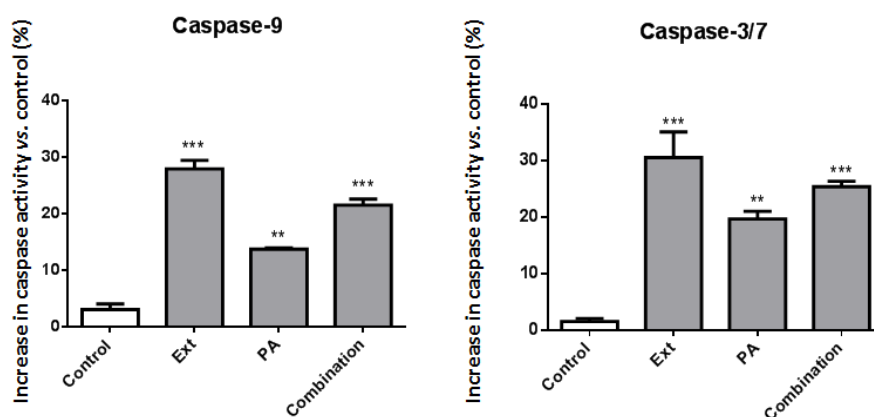 Caspase-9
Increase in caspase activity vs. control (%)
40
30
20
10
0
***
**
***
Control
Ext
PA
Combination
Caspase-3/7
Increase in caspase activity vs. control (%)
40
30
20
10
0
***
**
***
Control
Ext
PA
Combination